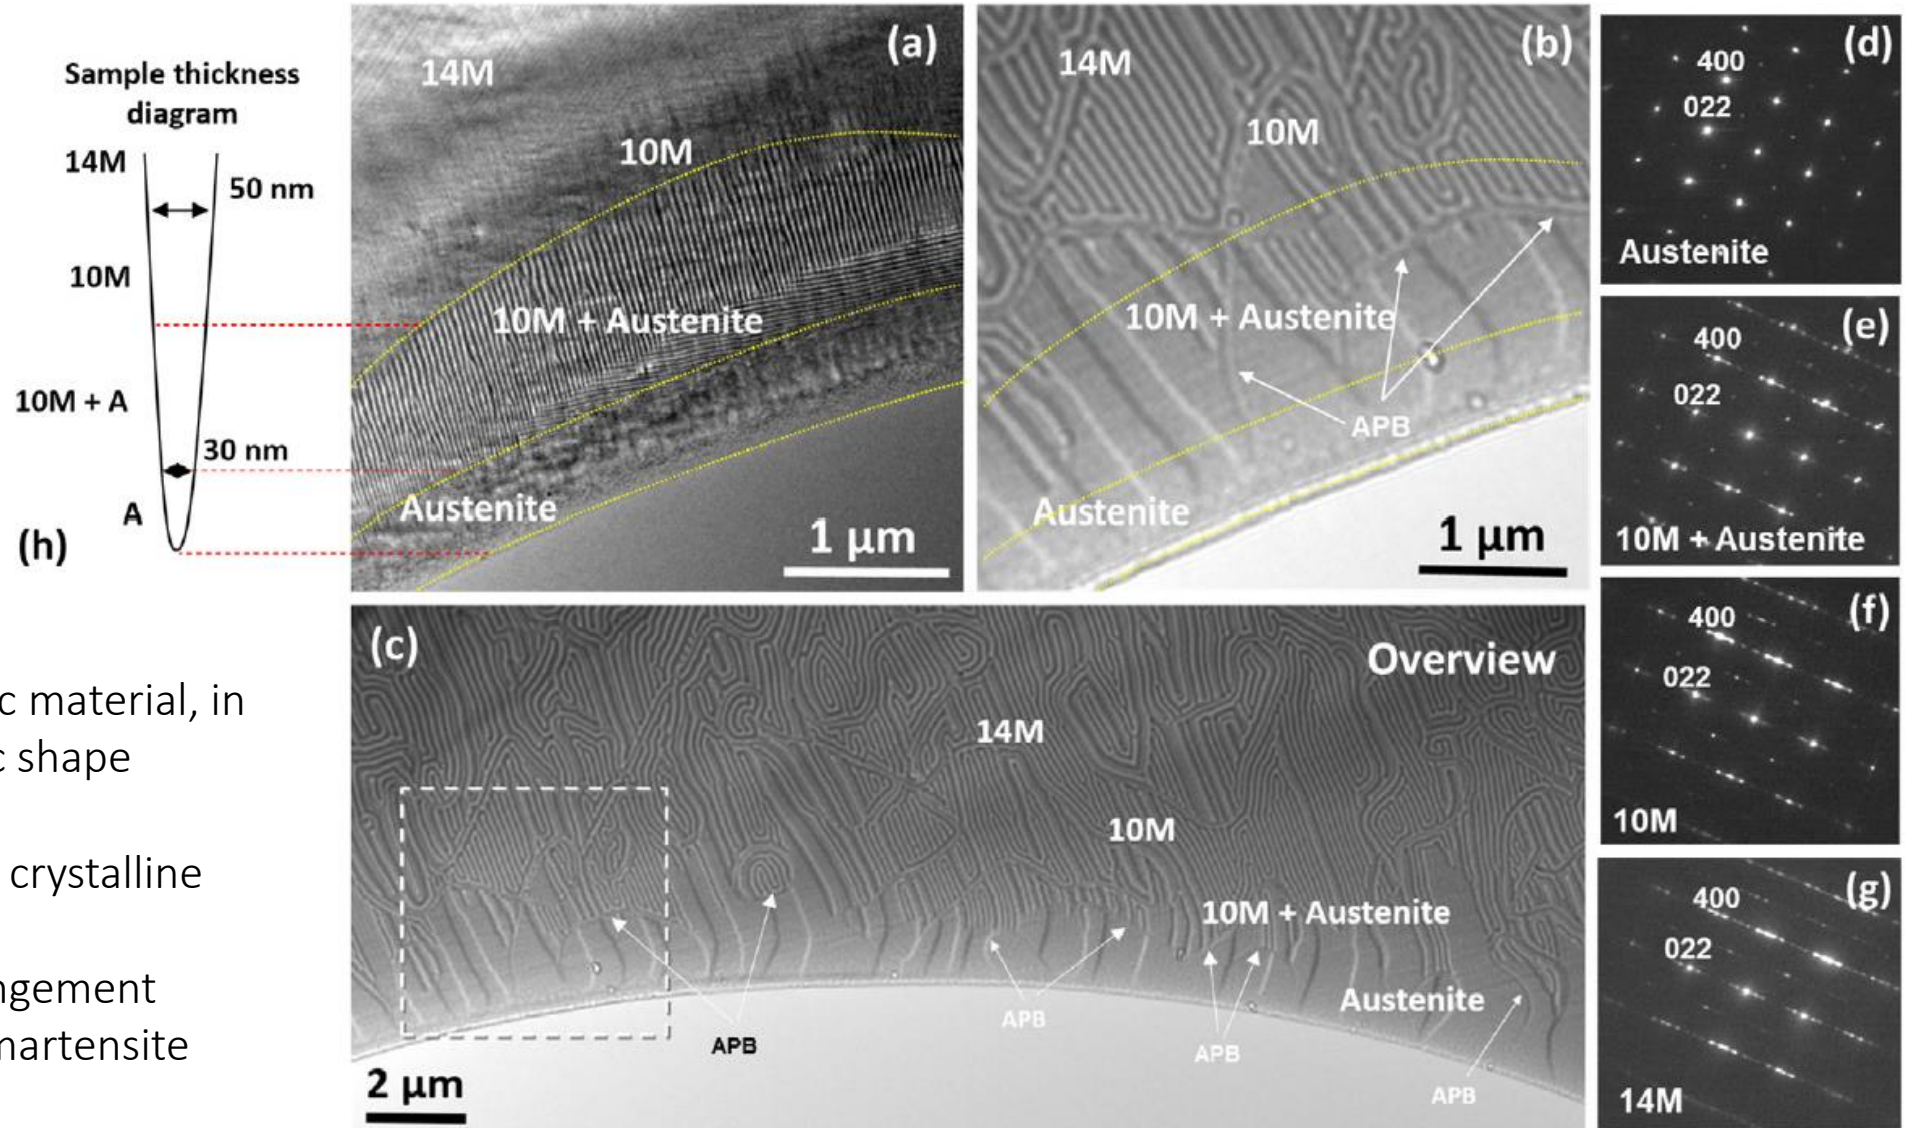 Sample thickness
diagram
14M
50 nm
10M
10M + A
30 nm
A
(h)
c material, in
c shape
crystalline
ngement
martensite
(a)
14M
10M
10M + Austenite
Austenite
1 μm
(b)
14M
10M
10M + Austenite
APB
Austenite
1 μm
(c)
Overview
14M
10M
10M + Austenite
Austenite
APB
APB
APB
APB
2 μm
(d)
400
022
Austenite
(e)
400
022
10M + Austenite
(f)
400
022
10M
(g)
400
022
14M